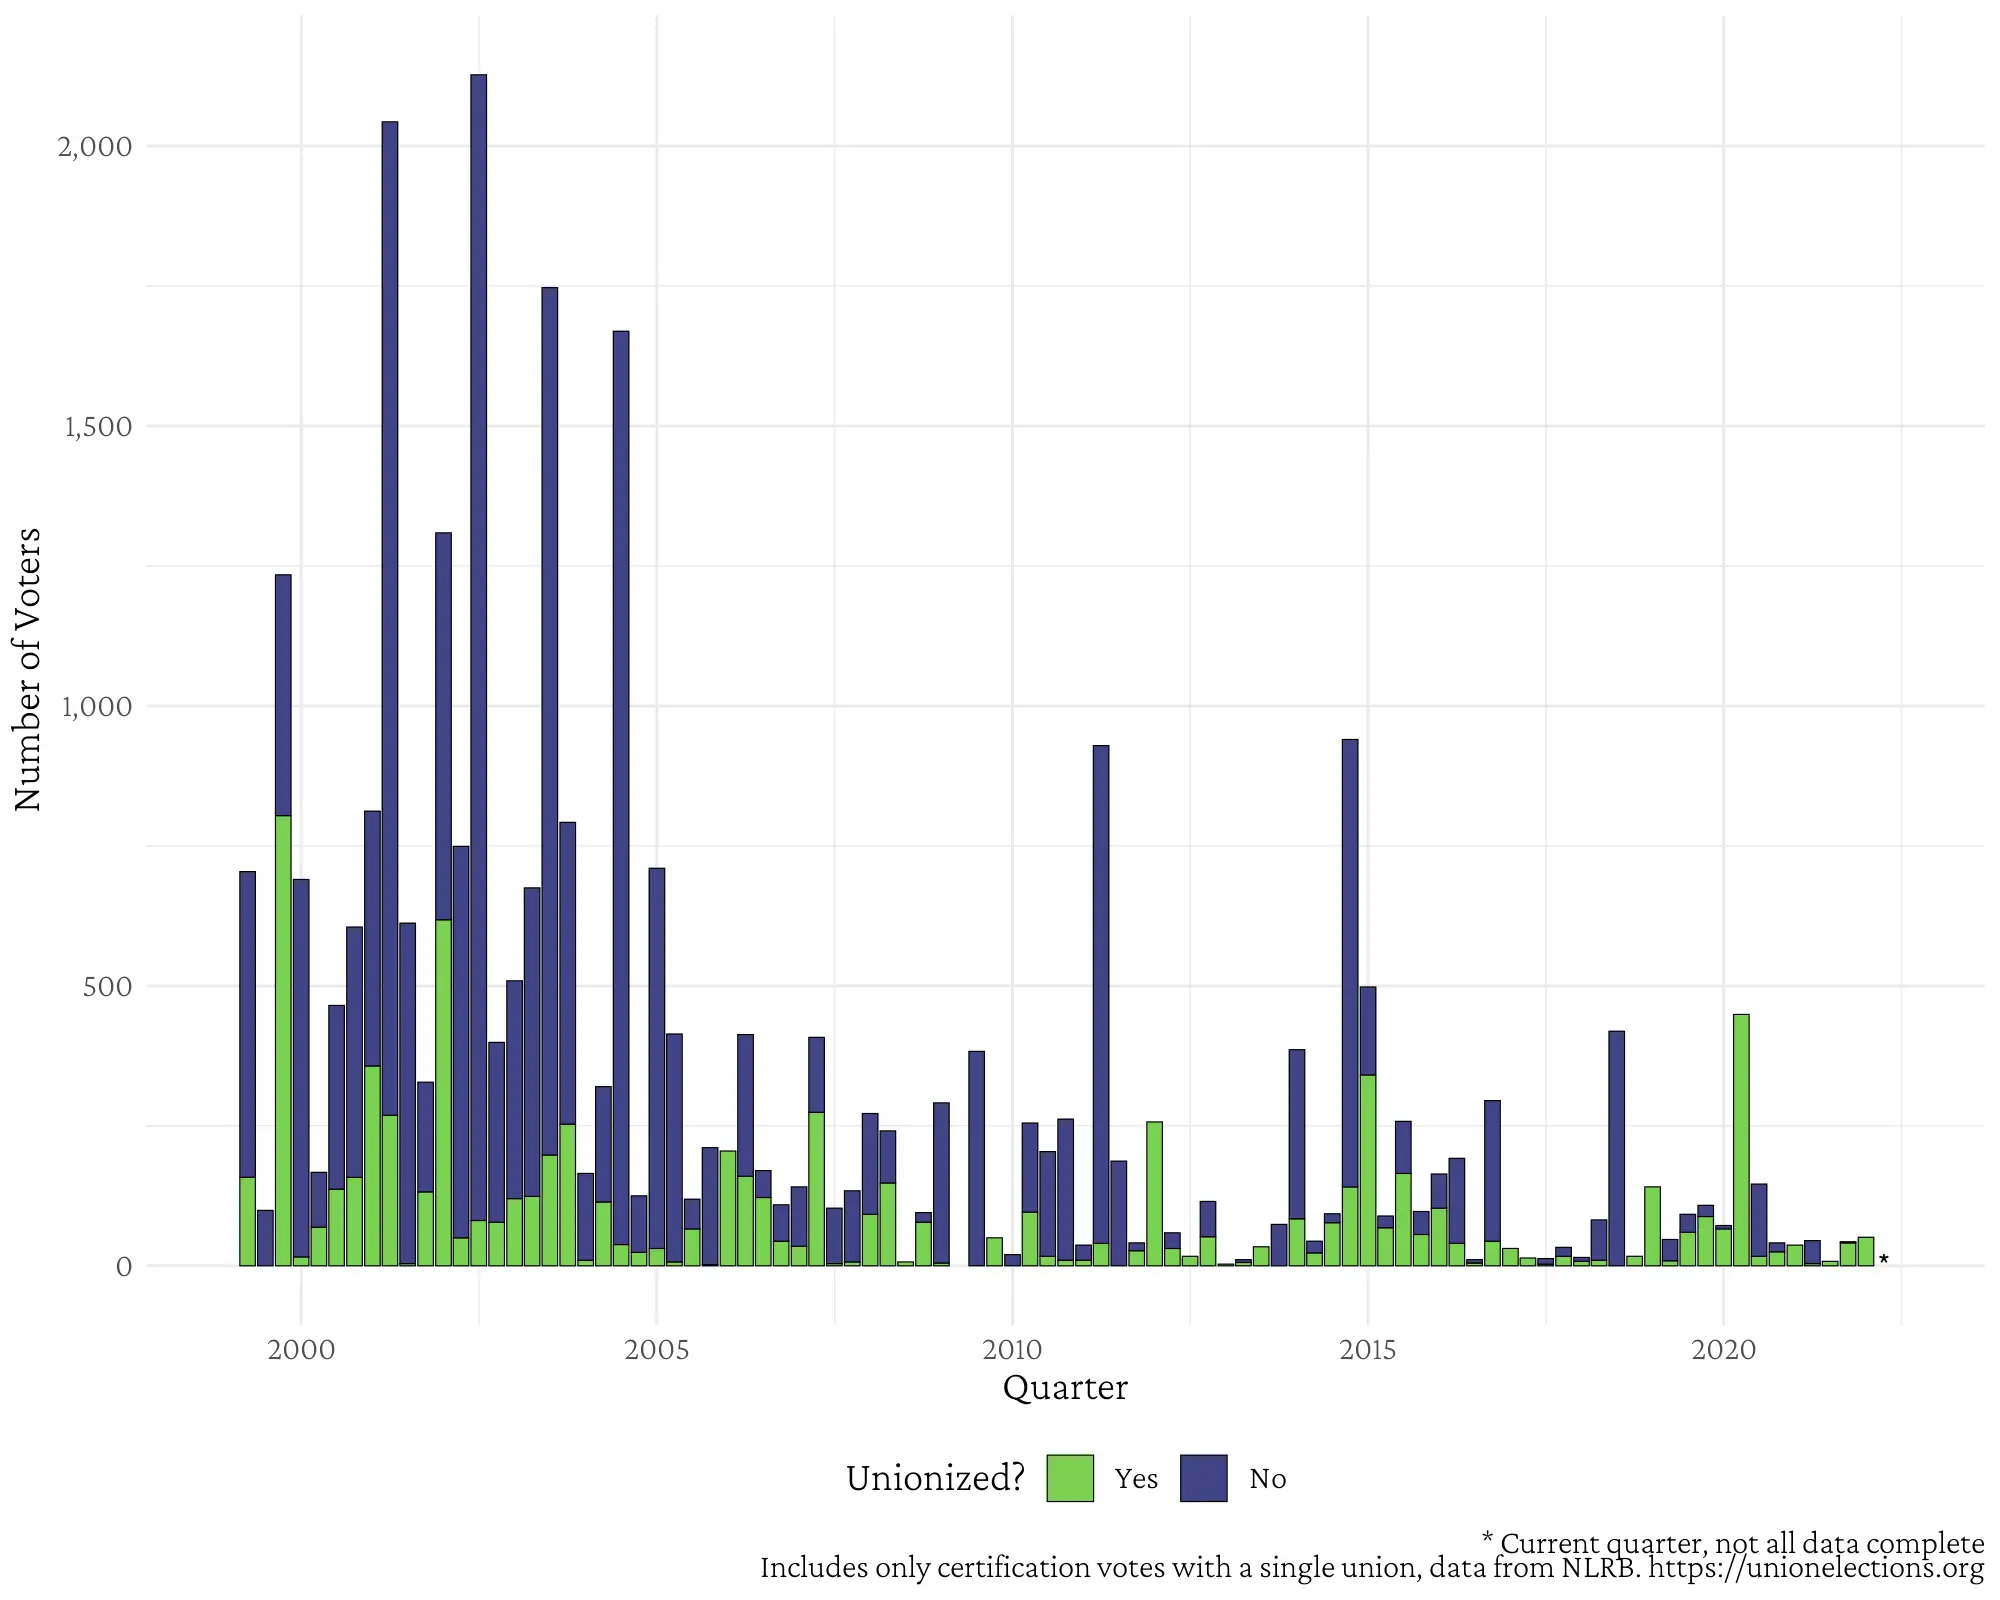 Number of Voters
2,000
1,500
1,000
500
0
*
2000 2005 2010 2015 2020
Quarter
Unionized? Yes No
* Current quarter, not all data complete
Includes only certification votes with a single union, data from NLRB. https://unionelections.org